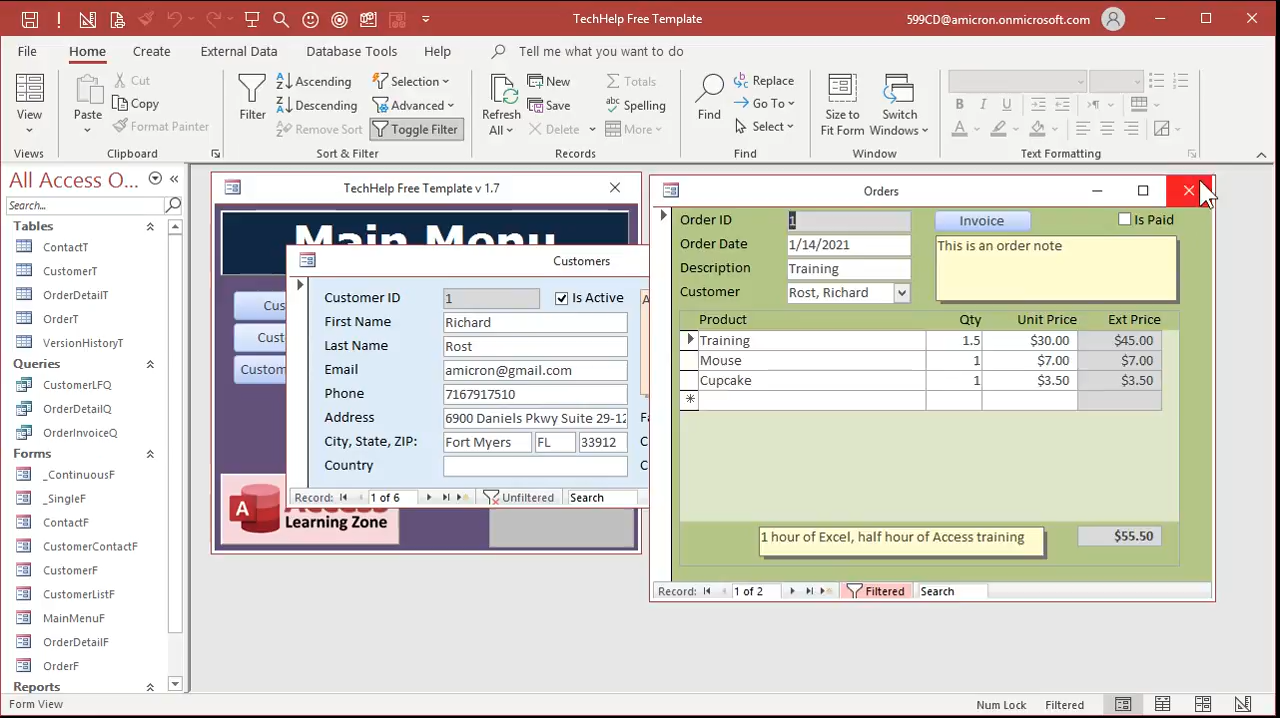 TechHelp Free Template
599CD@amicron.onmicrosoft.com
File Home Create External Data Database Tools Help Tell me what you want to do
View
Views
Paste
Cut
Copy
Format Painter
Clipboard
Filter
Ascending
Descending
Remove Sort
Selection
Advanced
Toggle Filter
Sort & Filter
Refresh
All
New
Save
Delete
Totals
Spelling
More
Records
Find
Replace
Go To
Select
Find
Size to
Fit Form
Switch
Windows
Window
B I U
A
Text Formatting
All Access O...
Search...
Tables
ContactT
CustomerT
OrderDetailT
OrderT
VersionHistoryT
Queries
CustomerLFQ
OrderDetailQ
OrderInvoiceQ
Forms
_ContinuousF
_SingleF
ContactF
CustomerContactF
CustomerF
CustomerListF
MainMenuF
OrderDetailF
OrderF
Reports
TechHelp Free Template v 1.7
Main Menu
Cus
Cust
Custom
A
Learning Zone
Customers
Customer ID 1 Is Active
First Name Richard
Last Name Rost
Email amicron@gmail.com
Phone 7167917510
Address 6900 Daniels Pkwy Suite 29-12
City, State, ZIP: Fort Myers FL 33912
Country
A
Fa
C
C
Record: 1 of 6 Unfiltered Search
Orders
Order ID 1 Invoice Is Paid
Order Date 1/14/2021 This is an order note
Description Training
Customer Rost, Richard
Product Qty Unit Price Ext Price
Training 1.5 $30.00 $45.00
Mouse 1 $7.00 $7.00
Cupcake 1 $3.50 $3.50
1 hour of Excel, half hour of Access training $55.50
Record: 1 of 2 Filtered Search
Form View Num Lock Filtered